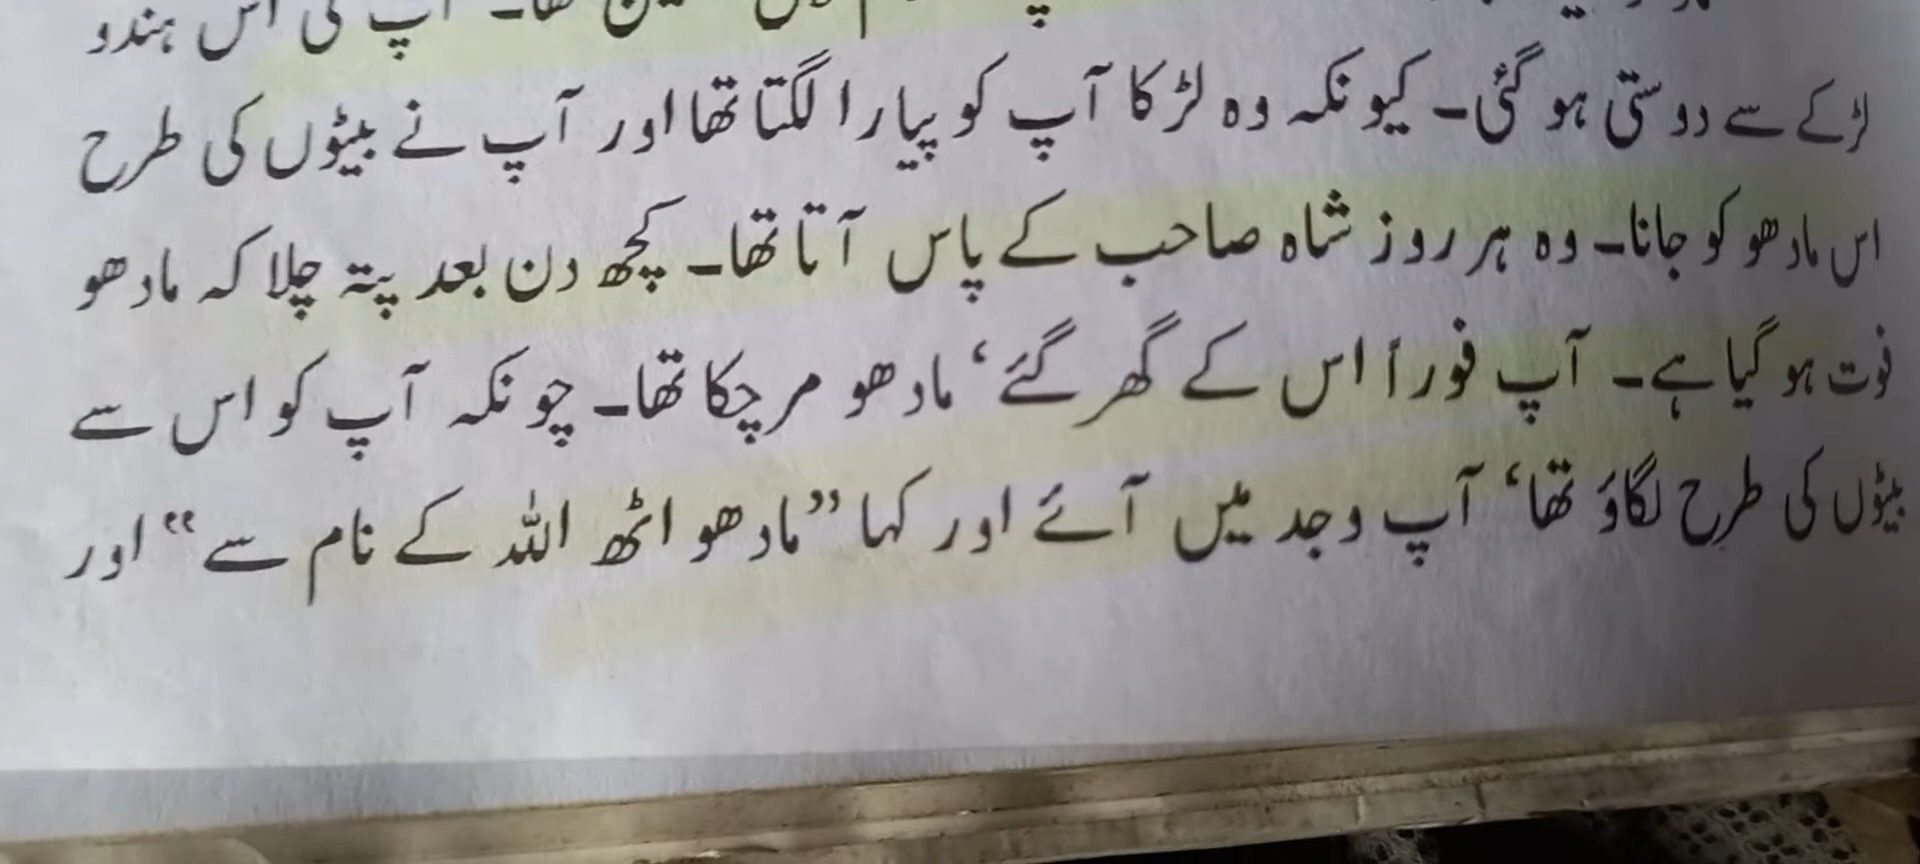 آپ کی اس ہندو
لڑکے سے دوستی ہو گئی۔ کیونکہ وہ لڑکا آپ کو پیارا لگتا تھا اور آپ نے بیٹوں کی طرح
اس مادھو کو جانا۔ وہ ہر روز شاہ صاحب کے پاس آتا تھا۔ کچھ دن بعد پتہ چلا کہ مادھو
فوت ہو گیا ہے۔ آپ فوراً اس کے گھر گئے‘ مادھو مر چکا تھا۔ چونکہ آپ کو اس سے
بیٹوں کی طرح لگاؤ تھا‘ آپ وجد میں آئے اور کہا ”مادھو اٹھ اللہ کے نام سے“ اور